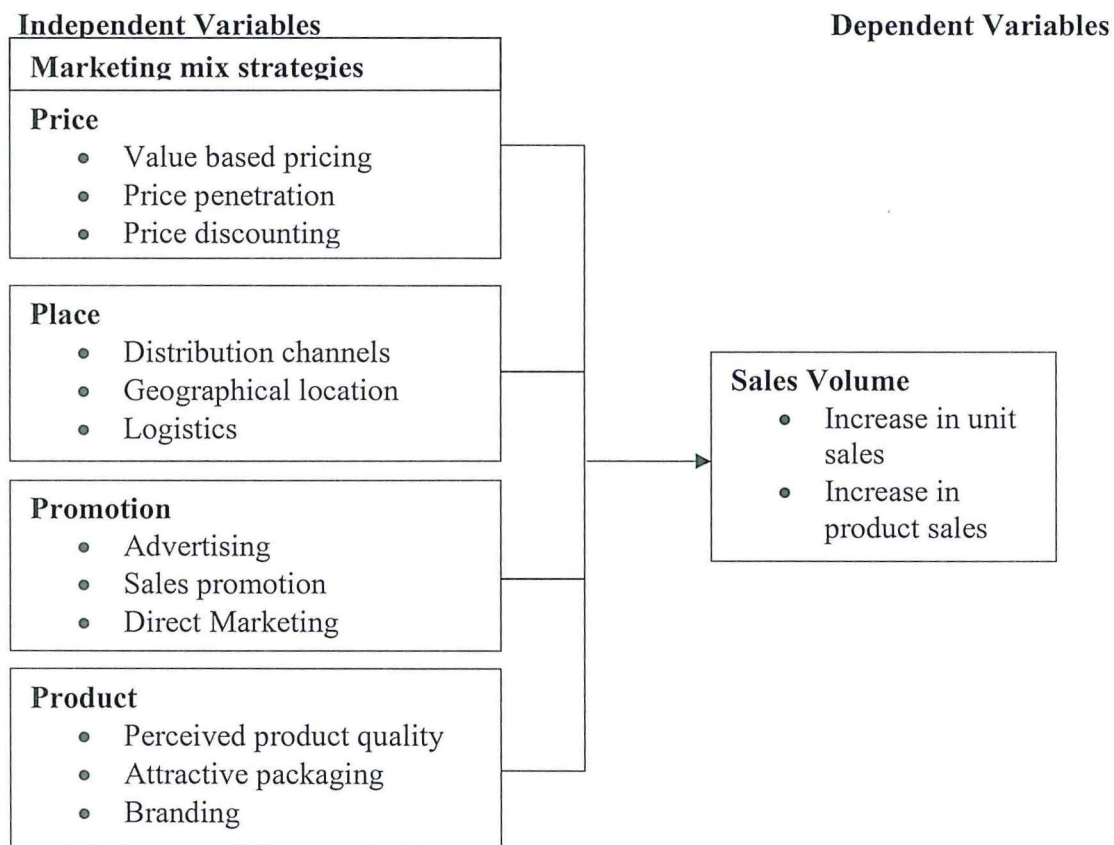 Independent Variables
Dependent Variables
Marketing mix strategies
Price
• Value based pricing
• Price penetration
• Price discounting
Place
• Distribution channels
• Geographical location
• Logistics
Promotion
• Advertising
• Sales promotion
• Direct Marketing
Product
• Perceived product quality
• Attractive packaging
• Branding
Sales Volume
• Increase in unit
sales
• Increase in
product sales